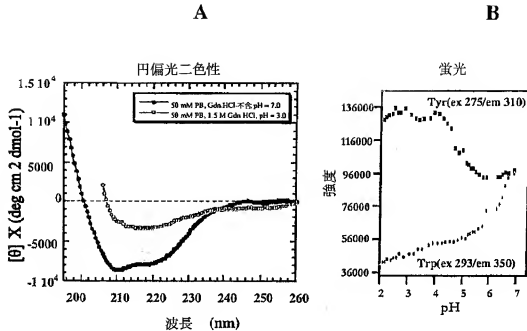 A
円偏光二色性
1.5 10⁴
1 10⁴
5000
0
-5000
-1 10⁴
[θ] X (deg cm 2 dmol-1)
50 mM PB, Gdn.HCl 不含 pH = 7.0
50 mM PB, 1.5 M Gdn HCl, pH = 3.0
200 210 220 230 240 250 260
波長 (nm)
B
蛍光
136000
116000
96000
76000
56000
36000
強度
Tyr(ex 275/em 310)
Trp(ex 293/em 350)
2 3 4 5 6 7
pH